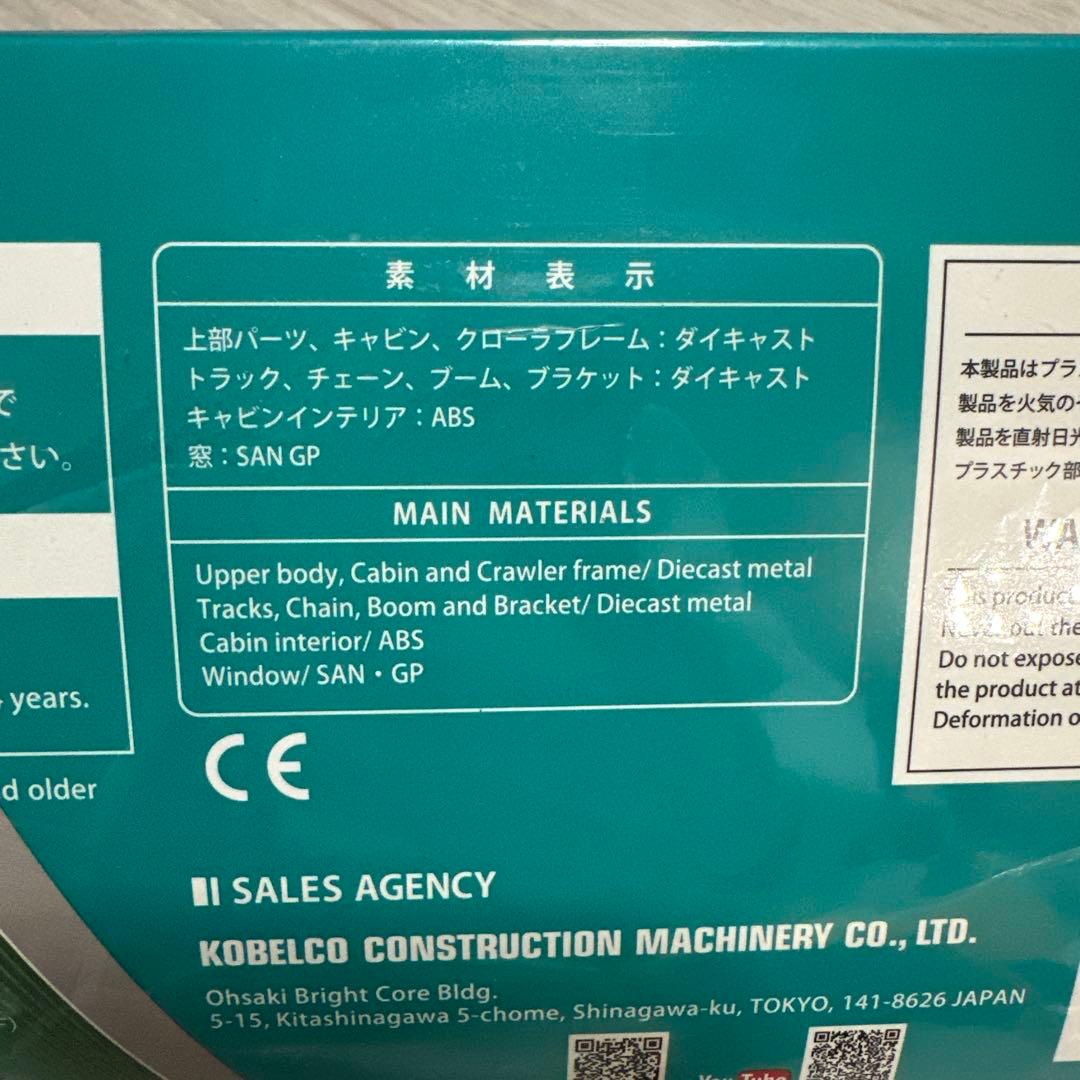 素材表示
上部パーツ、キャビン、クローラフレーム：ダイキャスト
トラック、チェーン、ブーム、ブラケット：ダイキャスト
キャビンインテリア：ABS
窓：SAN GP
MAIN MATERIALS
Upper body, Cabin and Crawler frame/ Diecast metal
Tracks, Chain, Boom and Bracket/ Diecast metal
Cabin interior/ ABS
Window/ SAN・GP
CE
SALES AGENCY
KOBELCO CONSTRUCTION MACHINERY CO., LTD.
Ohsaki Bright Core Bldg.
5-15, Kitashinagawa 5-chome, Shinagawa-ku, TOKYO, 141-8626 JAPAN
YouTube
で
さい。
years.
older
本製品はプラ
製品を火気の
製品を直射日光
プラスチック部
product
the
Do not expose
the product at
Deformation